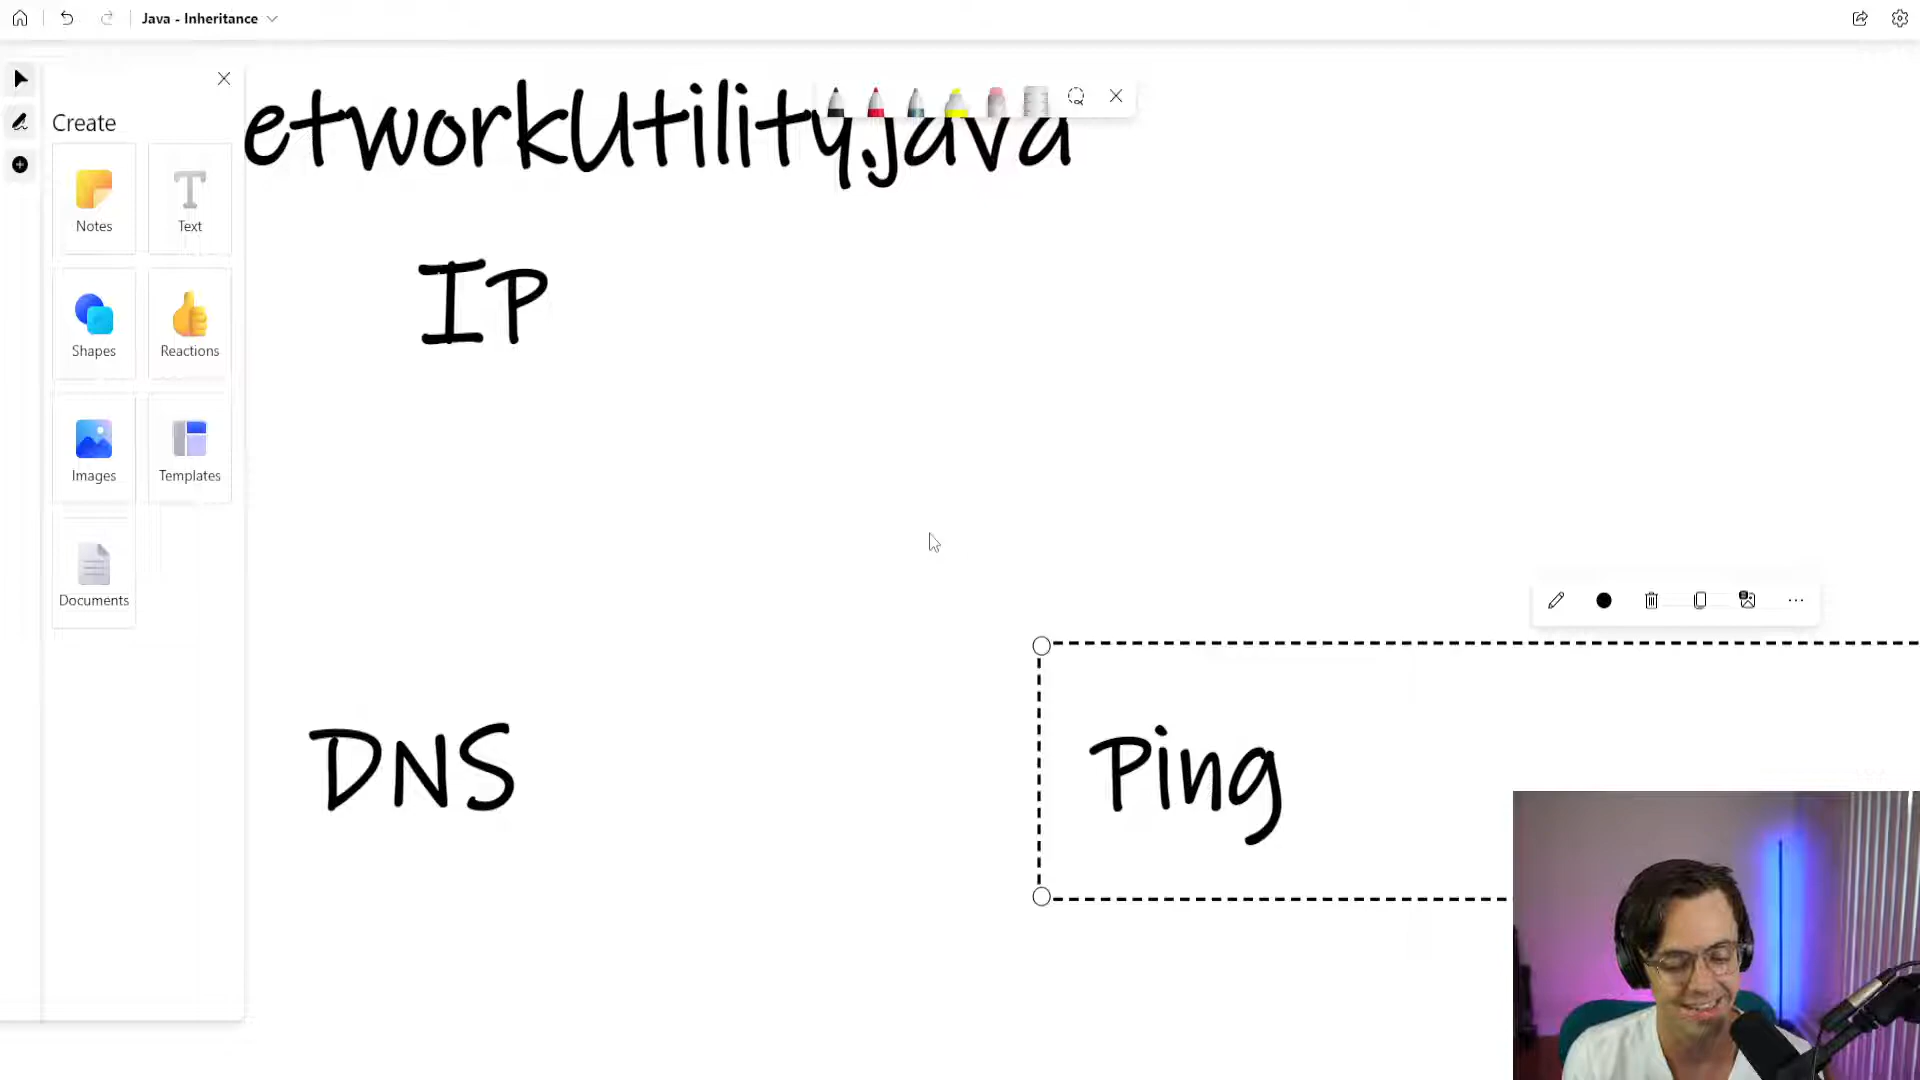 Java - Inheritance
Create
etworkUtility.java
Notes
Text
IP
Shapes
Reactions
Images
Templates
Documents
DNS
Ping